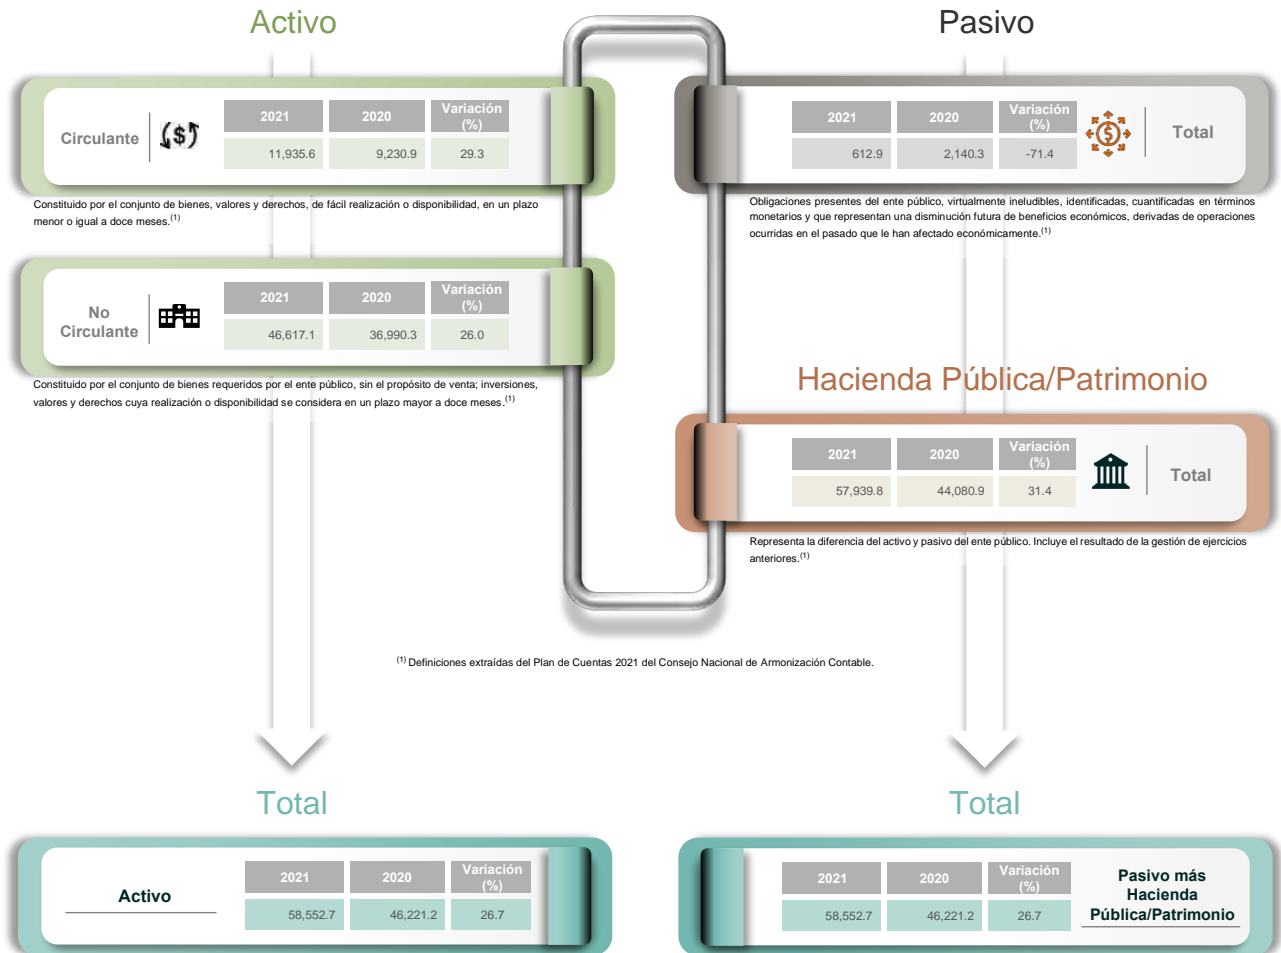 Activo
Circulante
2021 2020 Variación
(%)
11,935.6 9,230.9 29.3
Constituido por el conjunto de bienes, valores y derechos, de fácil realización o disponibilidad, en un plazo
menor o igual a doce meses.(1)
No
Circulante
2021 2020 Variación
(%)
46,617.1 36,990.3 26.0
Constituido por el conjunto de bienes requeridos por el ente público, sin el propósito de venta; inversiones,
valores y derechos cuya realización o disponibilidad se considera en un plazo mayor a doce meses.(1)
Pasivo
2021 2020 Variación
(%)
612.9 2,140.3 -71.4
Total
Obligaciones presentes del ente público, virtualmente ineludibles, identificadas, cuantificadas en términos
monetarios y que representan una disminución futura de beneficios económicos, derivadas de operaciones
ocurridas en el pasado que le han afectado económicamente.(1)
Hacienda Pública/Patrimonio
2021 2020 Variación
(%)
57,939.8 44,080.9 31.4
Total
Representa la diferencia del activo y pasivo del ente público. Incluye el resultado de la gestión de ejercicios
anteriores.(1)
(1) Definiciones extraídas del Plan de Cuentas 2021 del Consejo Nacional de Armonización Contable.
Total
Activo
2021 2020 Variación
(%)
58,552.7 46,221.2 26.7
Total
2021 2020 Variación
(%)
58,552.7 46,221.2 26.7
Pasivo más
Hacienda
Pública/Patrimonio